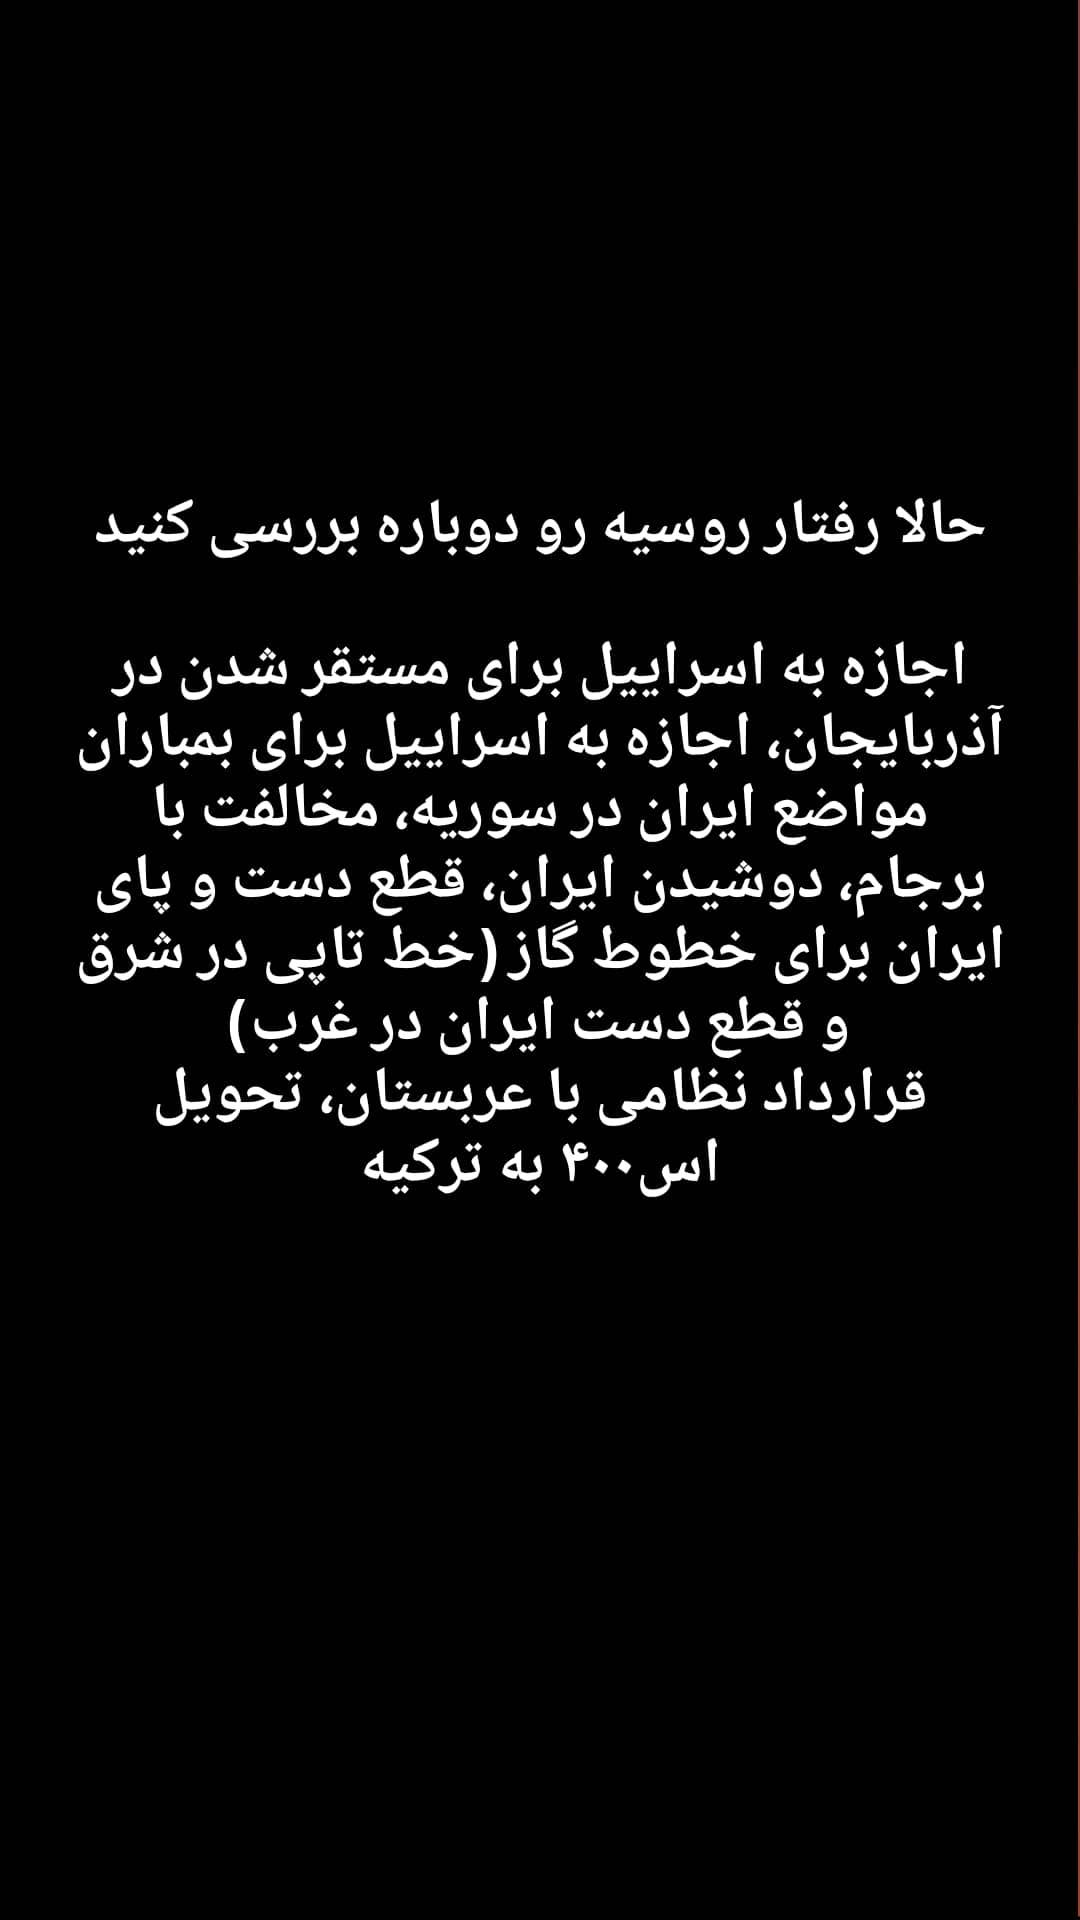 حالا رفتار روسیه رو دوباره بررسی کنید
اجازه به اسراییل برای مستقر شدن در
آذربایجان، اجازه به اسراییل برای بمباران
مواضع ایران در سوریه، مخالفت با
برجام، دوشیدن ایران، قطع دست و پای
ایران برای خطوط گاز(خط تاپی در شرق
و قطع دست ایران در غرب)
قرارداد نظامی با عربستان، تحویل
اس۴۰۰ به ترکیه